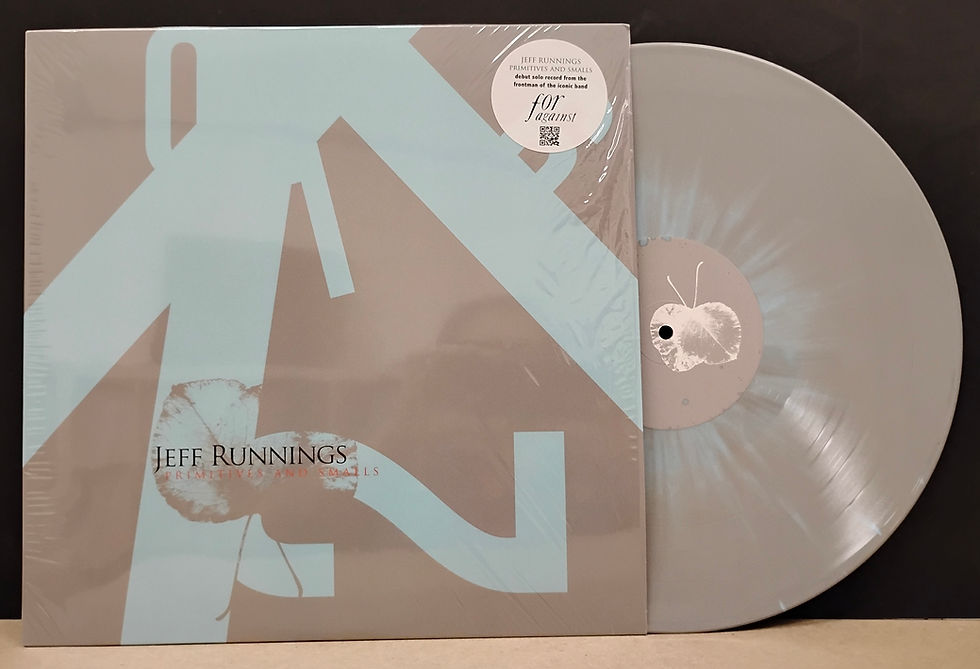 JEFF RUNNINGS
PRIMITIVES AND SMALLS
debut solo record from the
frontman of the iconic band
for
against
JEFF RUNNINGS
PRIMITIVES AND SMALLS